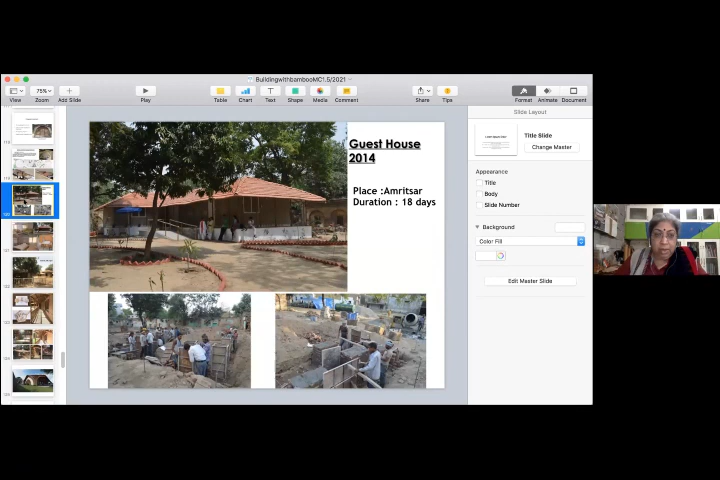 BuildingwithbambooMC1.5/2021
75%
View
Zoom
Add Slide
Play
Table
Chart
Text
Shape
Media
Comment
Share
Tips
Format
Animate
Document
Slide Layout
Title Slide
Change Master
Appearance
Title
Body
Slide Number
Background
Color Fill
Edit Master Slide
Guest House
2014
Place :Amritsar
Duration : 18 days